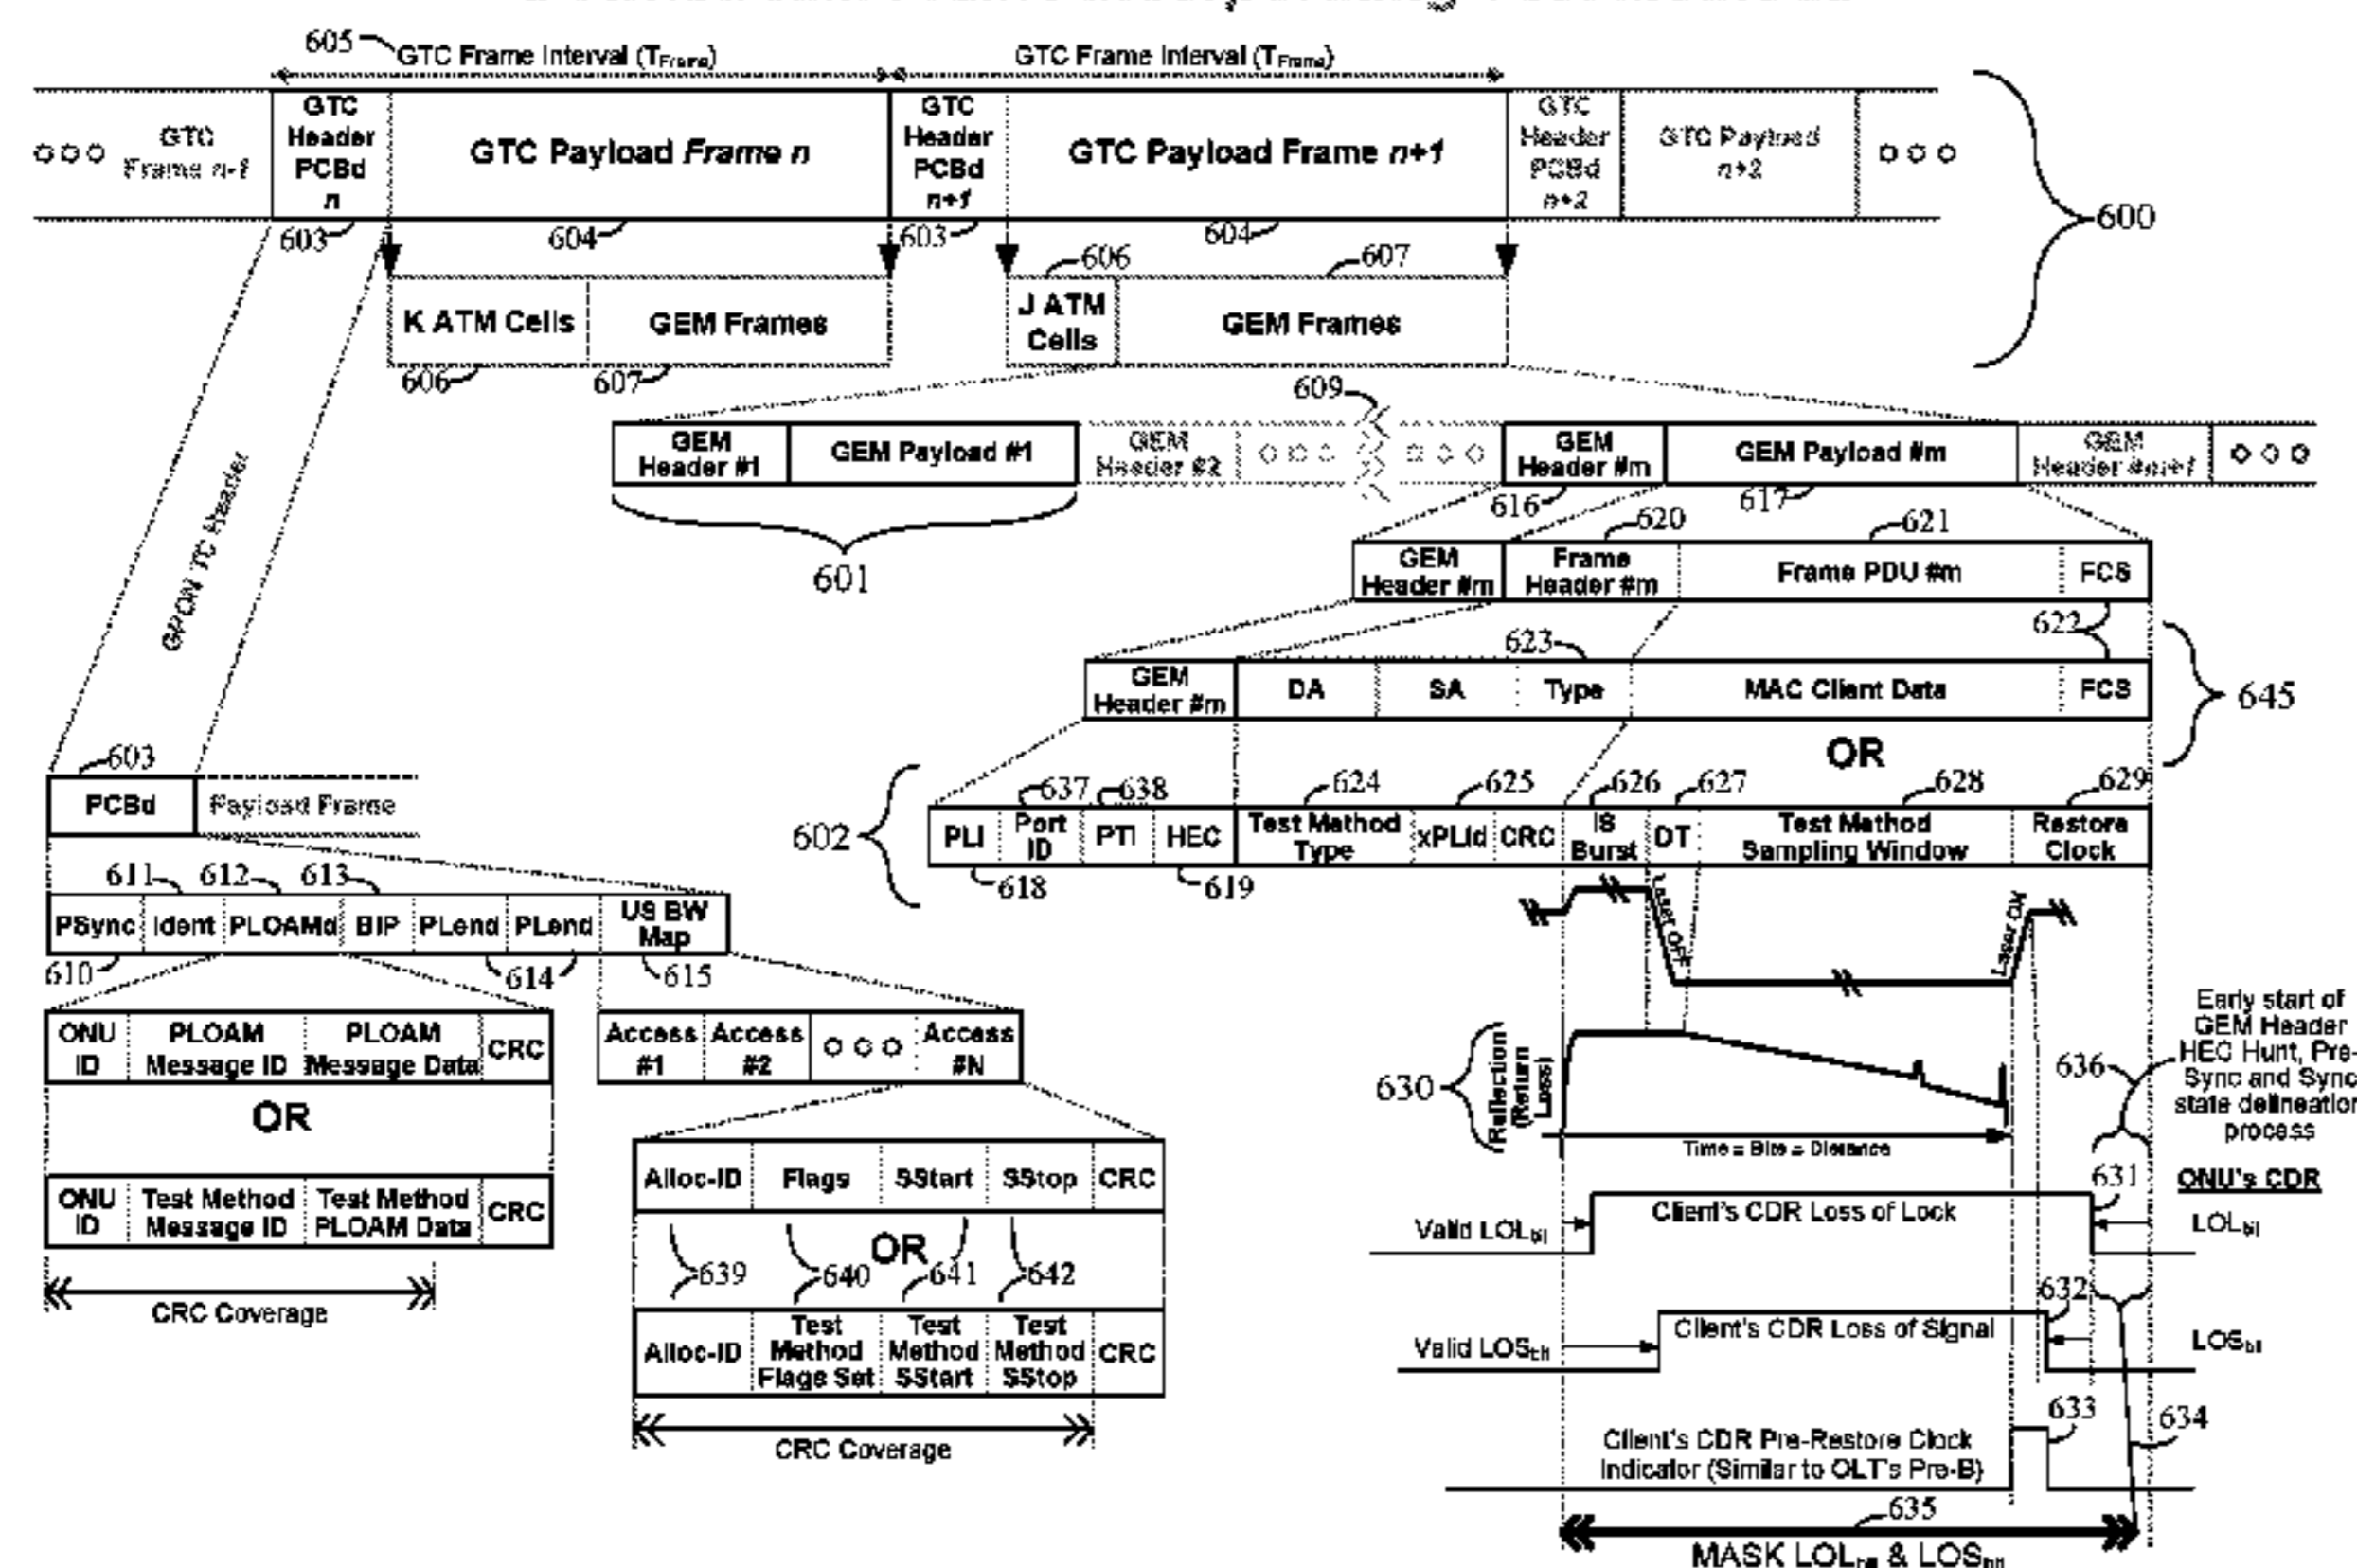 605
GTC Frame Interval (TFrame)
GTC Frame Interval (TFrame)
GTC
Frame n-1
GTC
Header
PCBd
n
GTC Payload Frame n
GTC
Header
PCBd
n+1
GTC Payload Frame n+1
GTC
Header
PCBd
n+2
GTC Payload
n+2
600
603
604
603
604
606
607
K ATM Cells
GEM Frames
J ATM
Cells
GEM Frames
606
607
609
GEM
Header #1
GEM Payload #1
GEM
Header #2
GEM
Header #m
GEM Payload #m
GEM
Header #m+1
616
617
601
620
621
GEM
Header #m
Frame
Header #m
Frame PDU #m
FCS
622
623
GPON TC Header
GEM
Header #m
DA
SA
Type
MAC Client Data
FCS
645
OR
603
PCBd
Payload Frame
602
637
638
624
625
626
627
628
629
PLI
Port
ID
PTI
HEC
Test Method
Type
xPLId
CRC
IS
Burst
DT
Test Method
Sampling Window
Restore
Clock
618
619
611
612
613
PSync
Ident
PLOAMd
BIP
PLend
PLend
US BW
Map
610
614
615
Laser OFF
Laser ON
ONU
ID
PLOAM
Message ID
PLOAM
Message Data
CRC
Access
#1
Access
#2
Access
#N
OR
ONU
ID
Test Method
Message ID
Test Method
PLOAM Data
CRC
CRC Coverage
Alloc-ID
Flags
SStart
SStop
CRC
OR
639
640
641
642
Alloc-ID
Test
Method
Flags Set
Test
Method
SStart
Test
Method
SStop
CRC
CRC Coverage
630
Reflection
(Return
Loss)
Time = Bits = Distance
636
Early start of
GEM Header
HEC Hunt, Pre-
Sync and Sync
state delineation
process
631
ONU's CDR
Valid LOL
Client's CDR Loss of Lock
LOL
632
Valid LOS
Client's CDR Loss of Signal
LOS
633
634
Client's CDR Pre-Restore Clock
Indicator (Similar to OLT's Pre-B)
635
MASK LOL & LOS